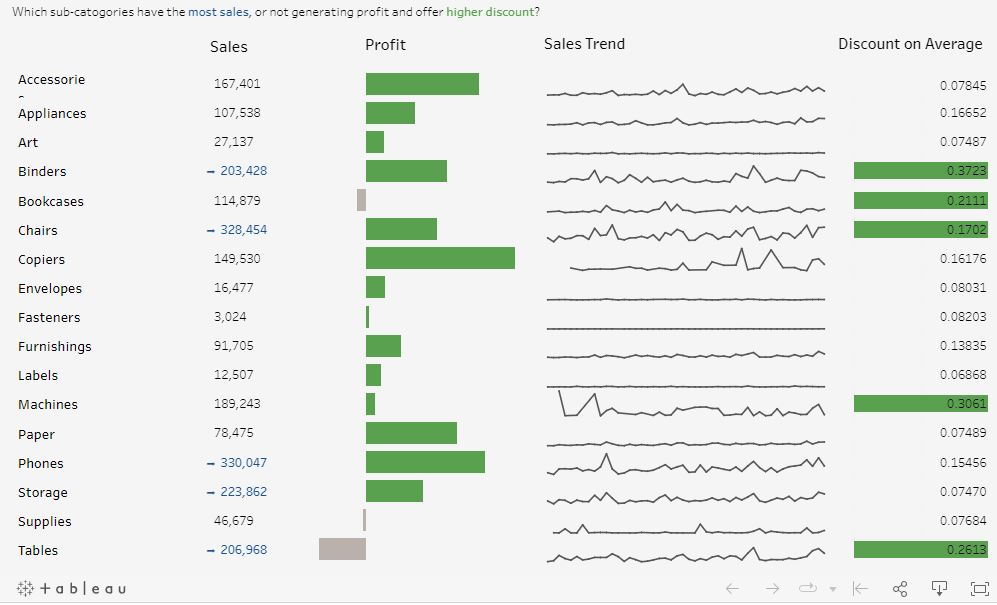 Which sub-catogories have the most sales, or not generating profit and offer higher discount?
Sales Profit Sales Trend Discount on Average
Accessorie 167,401 0.07845
Appliances 107,538 0.16652
Art 27,137 0.07487
Binders → 203,428 0.3723
Bookcases 114,879 0.2111
Chairs → 328,454 0.1702
Copiers 149,530 0.16176
Envelopes 16,477 0.08031
Fasteners 3,024 0.08203
Furnishings 91,705 0.13835
Labels 12,507 0.06868
Machines 189,243 0.3061
Paper 78,475 0.07489
Phones → 330,047 0.15456
Storage → 223,862 0.07470
Supplies 46,679 0.07684
Tables → 206,968 0.2613
+ableau